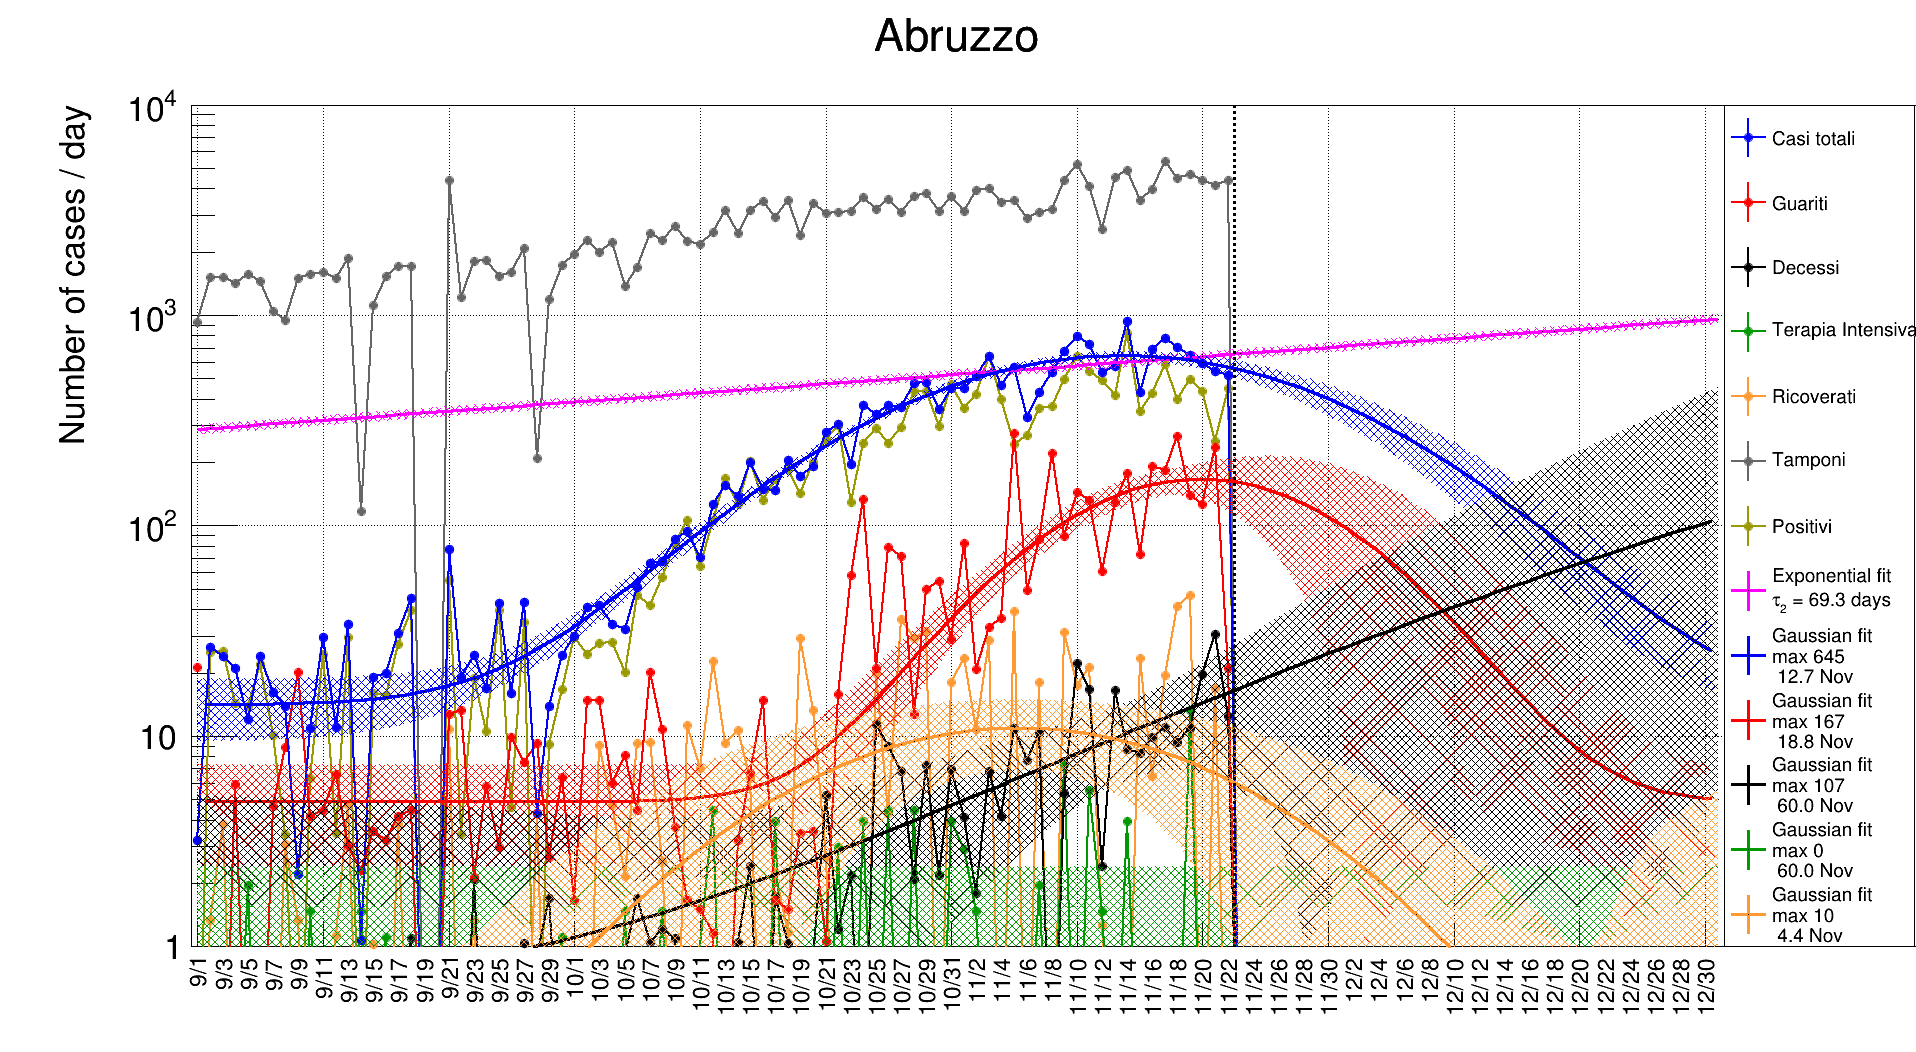 Abruzzo
Number of cases / day
10^4
10^3
10^2
10
1
9/1
9/3
9/5
9/7
9/9
9/11
9/13
9/15
9/17
9/19
9/21
9/23
9/25
9/27
9/29
10/1
10/3
10/5
10/7
10/9
10/11
10/13
10/15
10/17
10/19
10/21
10/23
10/25
10/27
10/29
10/31
11/2
11/4
11/6
11/8
11/10
11/12
11/14
11/16
11/18
11/20
11/22
11/24
11/26
11/28
11/30
12/2
12/4
12/6
12/8
12/10
12/12
12/14
12/16
12/18
12/20
12/22
12/24
12/26
12/28
12/30
Casi totali
Guariti
Decessi
Terapia Intensiva
Ricoverati
Tamponi
Positivi
Exponential fit
τ₂ = 69.3 days
Gaussian fit
max 645
12.7 Nov
Gaussian fit
max 167
18.8 Nov
Gaussian fit
max 107
60.0 Nov
Gaussian fit
max 0
60.0 Nov
Gaussian fit
max 10
4.4 Nov